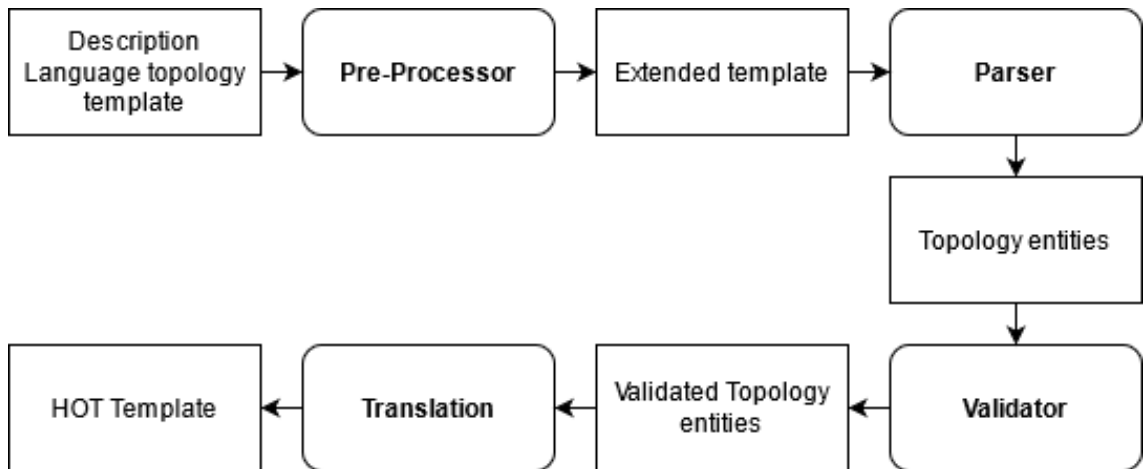 Description
Language topology
template
Pre-Processor
Extended template
Parser
Topology entities
Validator
Validated Topology
entities
Translation
HOT Template